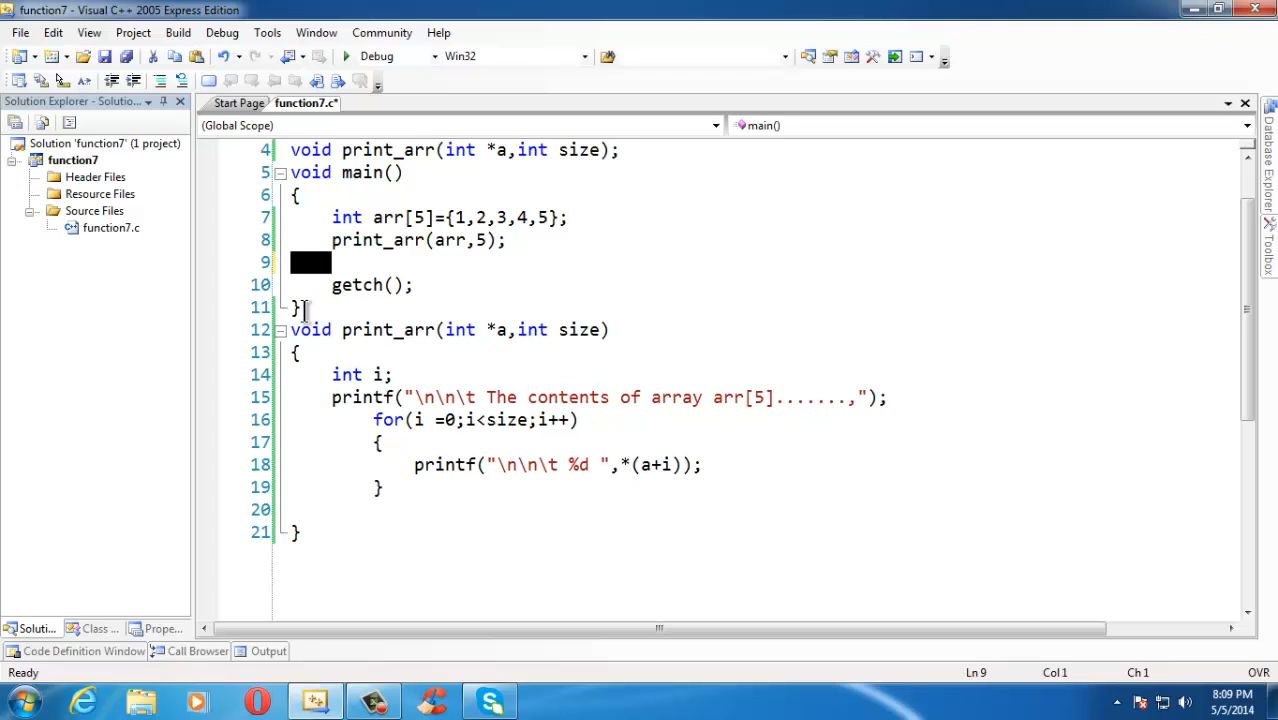 function7 - Visual C++ 2005 Express Edition
File Edit View Project Build Debug Tools Window Community Help
Debug Win32
Solution Explorer - Solutio...
Start Page function7.c*
(Global Scope) main()
Solution 'function7' (1 project)
function7
Header Files
Resource Files
Source Files
function7.c
4 void print_arr(int *a,int size);
5 void main()
6 {
7 int arr[5]={1,2,3,4,5};
8 print_arr(arr,5);
9
10 getch();
11 }
12 void print_arr(int *a,int size)
13 {
14 int i;
15 printf("\n\n\t The contents of array arr[5].......,");
16 for(i =0;i<size;i++)
17 {
18 printf("\n\n\t %d ",*(a+i));
19 }
20
21 }
Database Explorer
Toolbox
Soluti... Class ... Prope...
Code Definition Window Call Browser Output
Ready Ln 9 Col 1 Ch 1 OVR
8:09 PM
5/5/2014